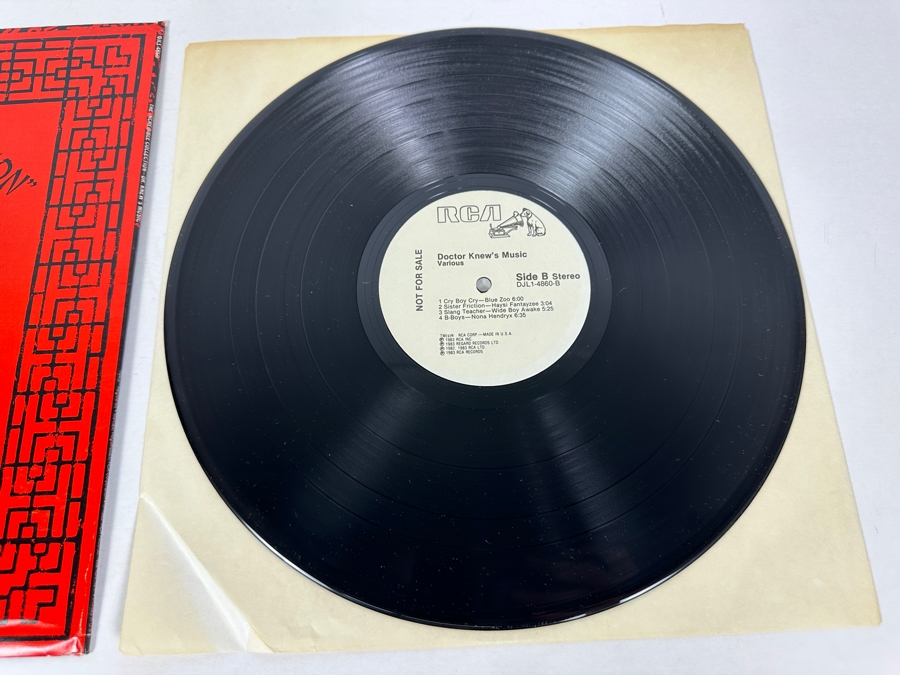 RCA
NOT FOR SALE
Doctor Knew's Music
Various
Side B Stereo
DJL1-4860-B
1 Cry Boy Cry—Blue Zoo 6:00
2 Sister Friction—Haysi Fantayzee 3:04
3 Slang Teacher—Wide Boy Awake 5:25
4 B-Boys—Nona Hendryx 6:35
TMK(s)® RCA CORP.—MADE IN U.S.A.
℗ 1983 RCA INC.
℗ 1983 REGARD RECORDS LTD.
℗ 1982, 1983 RCA LTD.
℗ 1983 RCA RECORDS